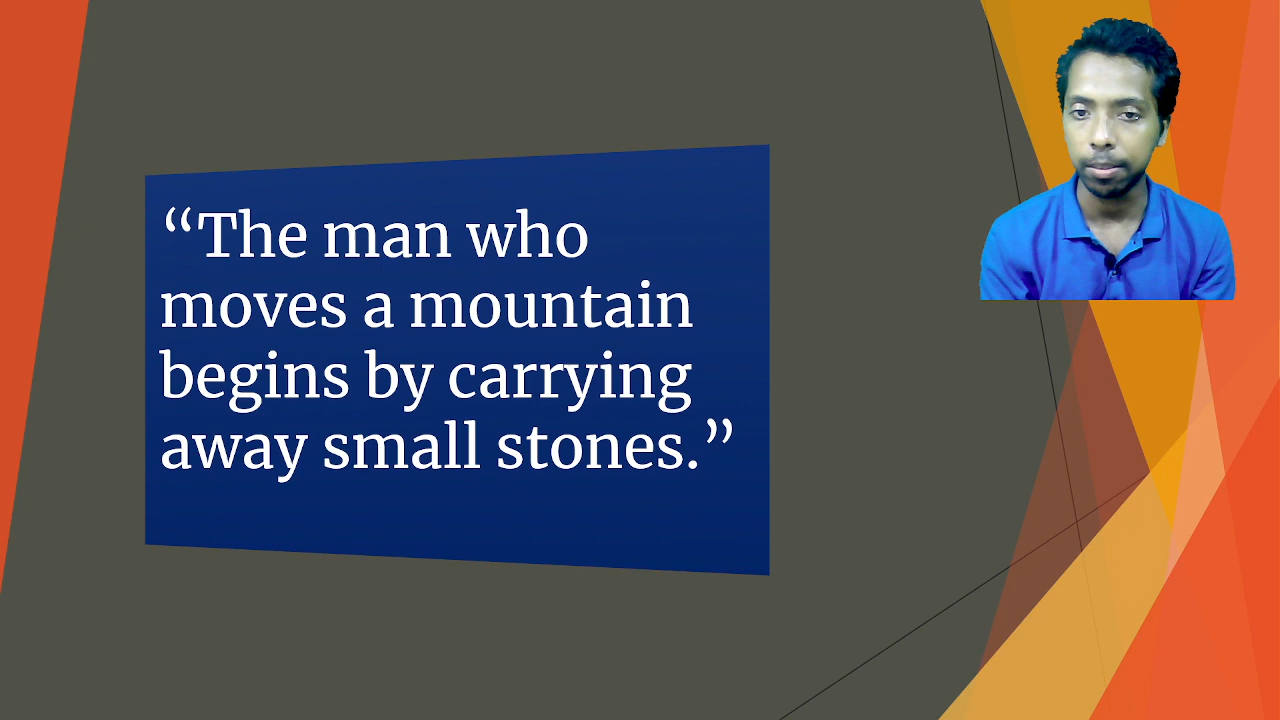 “The man who
moves a mountain
begins by carrying
away small stones.”